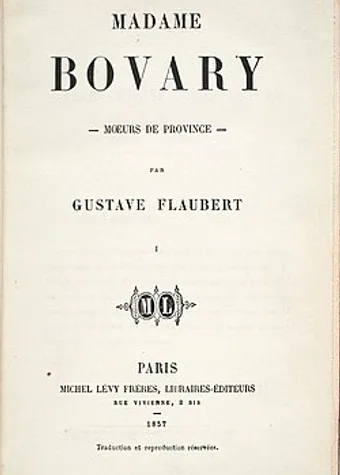 MADAME
BOVARY
— MŒURS DE PROVINCE —
PAR
GUSTAVE FLAUBERT
I
ML
PARIS
MICHEL LÉVY FRÈRES, LIBRAIRES-ÉDITEURS
RUE VIVIENNE, 2 BIS
—
1857
Traduction et reproduction réservées.